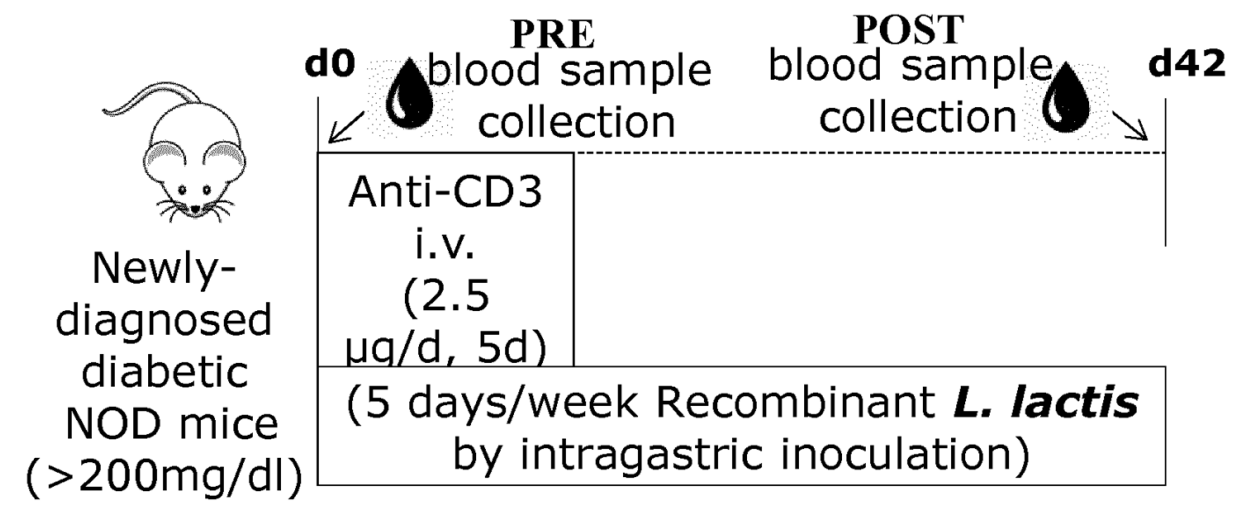 PRE
POST
d0
blood sample
collection
blood sample
collection
d42
Anti-CD3
i.v.
(2.5
µg/d, 5d)
Newly-
diagnosed
diabetic
NOD mice
(>200mg/dl)
(5 days/week Recombinant L. lactis
by intragastric inoculation)